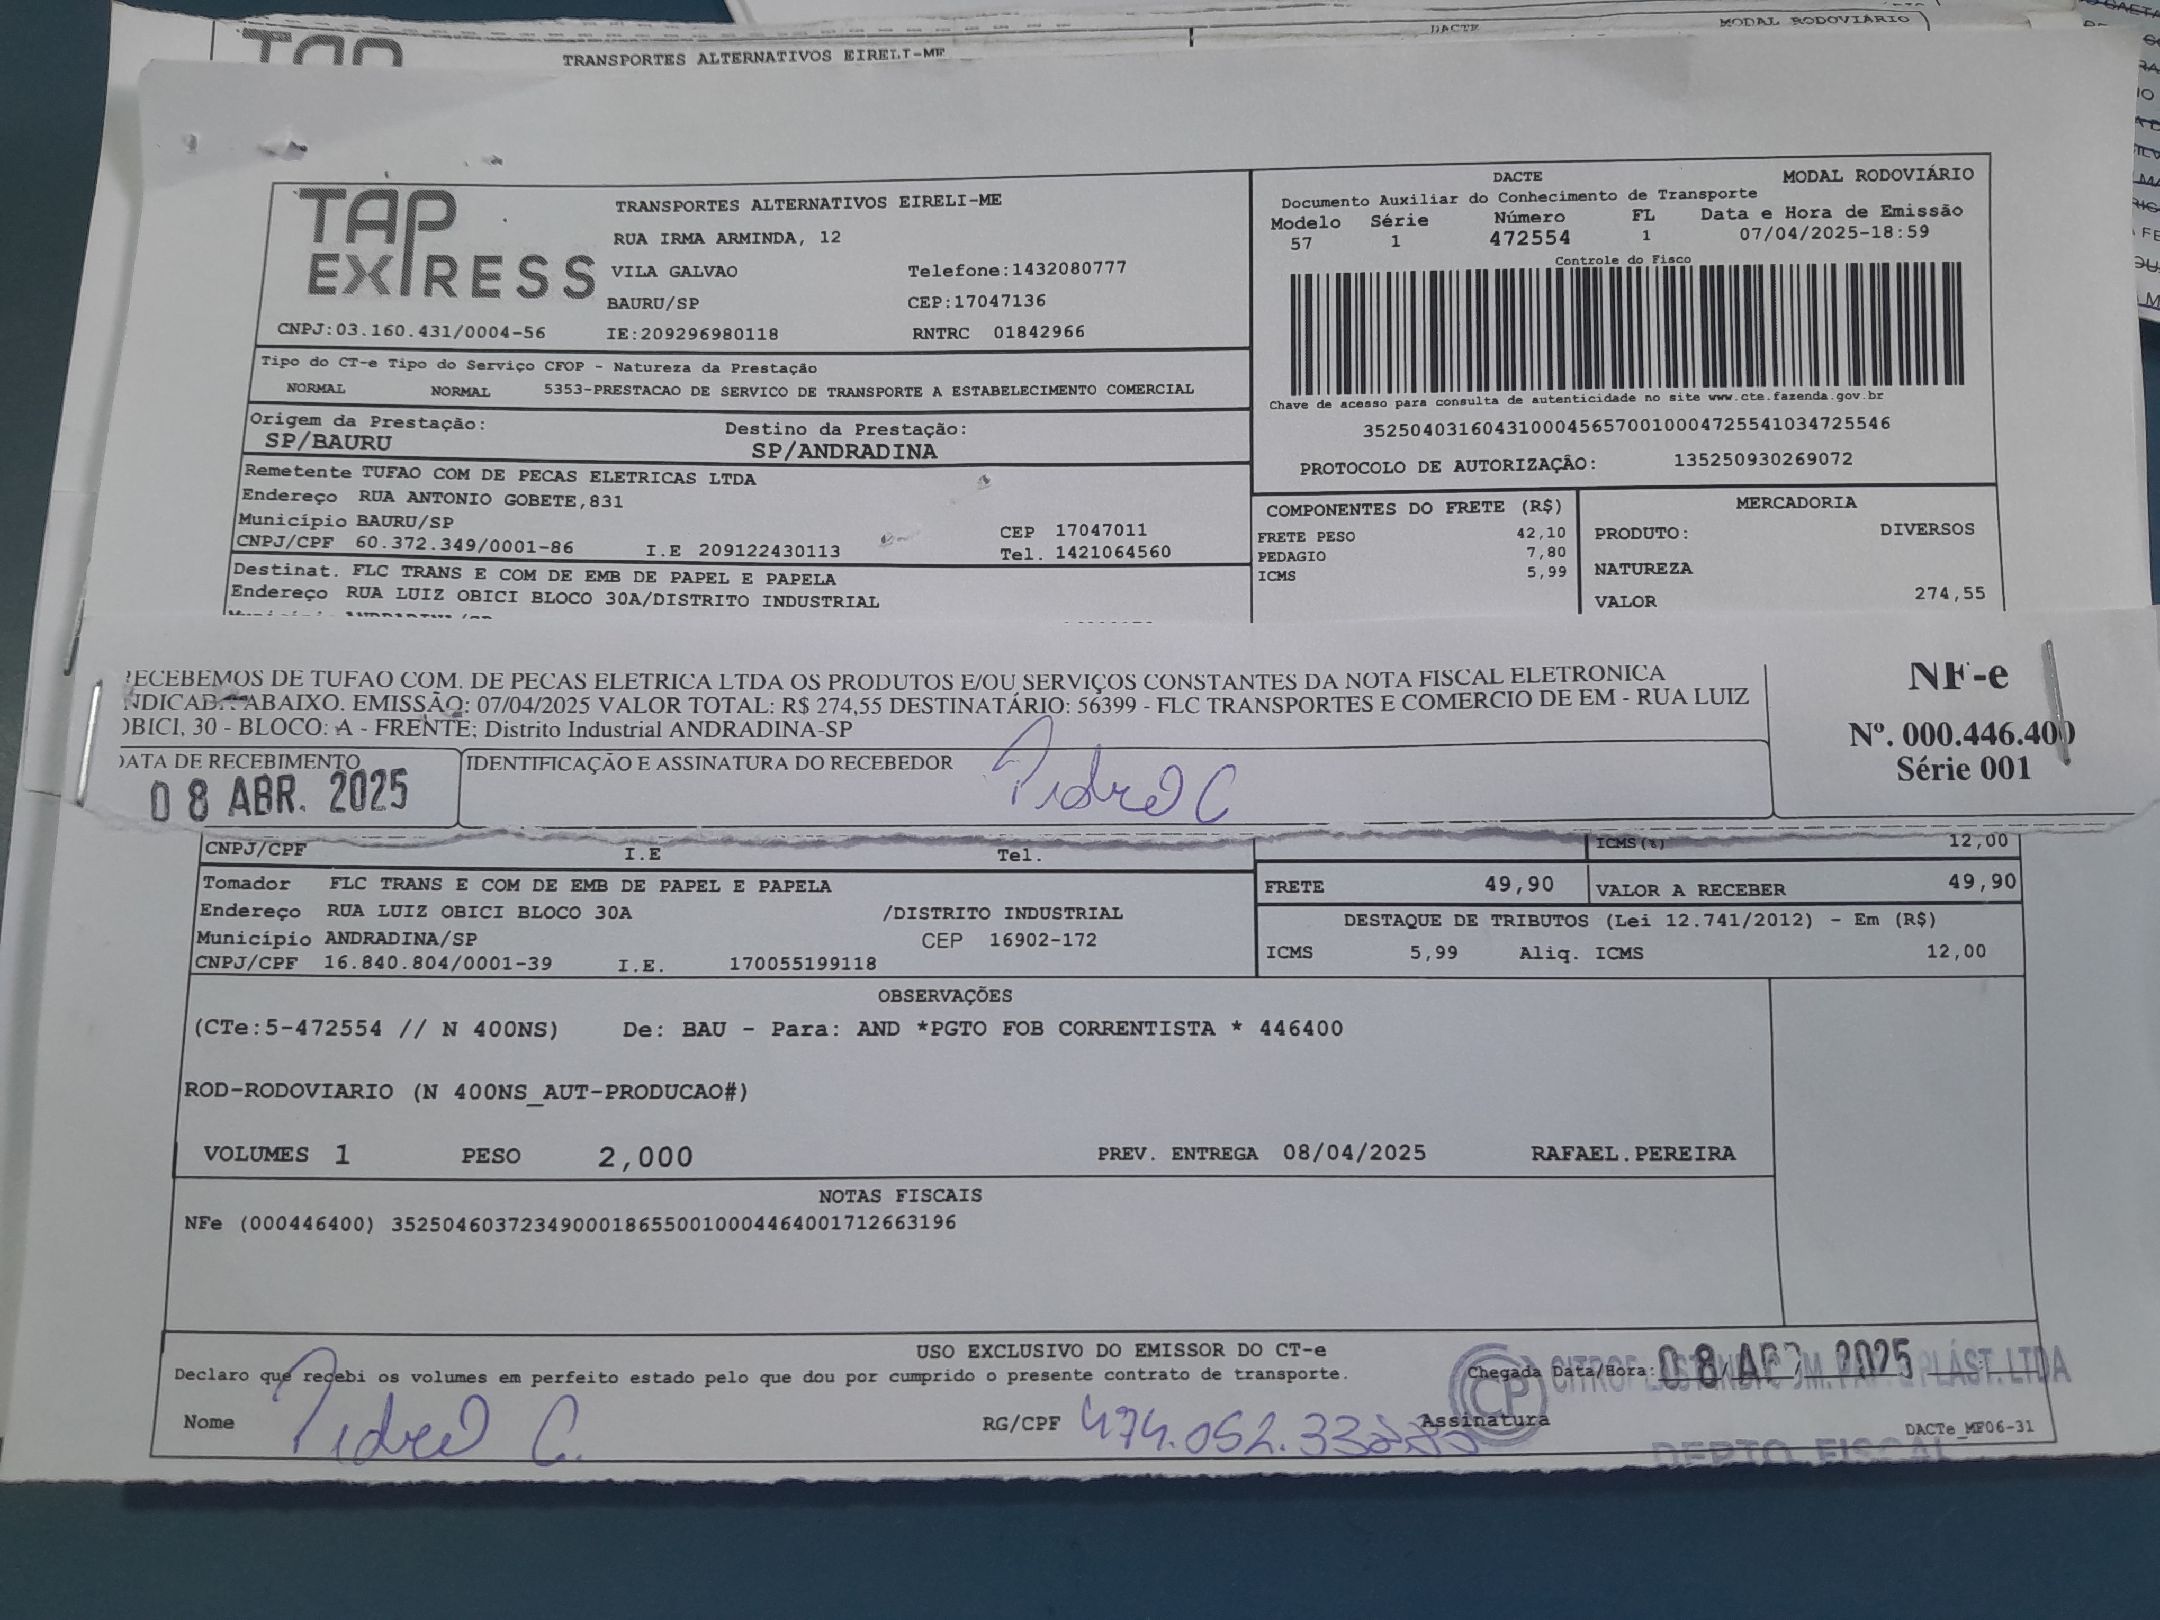 DACTE MODAL RODOVIÁRIO
TAP TRANSPORTES ALTERNATIVOS EIRELI-ME
TAP EXPRESS
TRANSPORTES ALTERNATIVOS EIRELI-ME
RUA IRMA ARMINDA, 12
VILA GALVAO Telefone:1432080777
BAURU/SP CEP:17047136
CNPJ:03.160.431/0004-56 IE:209296980118 RNTRC 01842966
DACTE MODAL RODOVIÁRIO
Documento Auxiliar do Conhecimento de Transporte
Modelo Série Número FL Data e Hora de Emissão
57 1 472554 1 07/04/2025-18:59
Controle do Fisco
Chave de acesso para consulta de autenticidade no site www.cte.fazenda.gov.br
35250403160431000456570010004725541034725546
PROTOCOLO DE AUTORIZAÇÃO: 135250930269072
Tipo do CT-e Tipo do Serviço CFOP - Natureza da Prestação
NORMAL NORMAL 5353-PRESTACAO DE SERVICO DE TRANSPORTE A ESTABELECIMENTO COMERCIAL
Origem da Prestação: Destino da Prestação:
SP/BAURU SP/ANDRADINA
Remetente TUFAO COM DE PECAS ELETRICAS LTDA
Endereço RUA ANTONIO GOBETE,831
Município BAURU/SP CEP 17047011
CNPJ/CPF 60.372.349/0001-86 I.E 209122430113 Tel. 1421064560
Destinat. FLC TRANS E COM DE EMB DE PAPEL E PAPELA
Endereço RUA LUIZ OBICI BLOCO 30A/DISTRITO INDUSTRIAL
COMPONENTES DO FRETE (R$) MERCADORIA
FRETE PESO 42,10 PRODUTO: DIVERSOS
PEDAGIO 7,80
ICMS 5,99 NATUREZA
VALOR 274,55
RECEBEMOS DE TUFAO COM. DE PECAS ELETRICA LTDA OS PRODUTOS E/OU SERVIÇOS CONSTANTES DA NOTA FISCAL ELETRONICA
INDICADA ABAIXO. EMISSÃO: 07/04/2025 VALOR TOTAL: R$ 274,55 DESTINATÁRIO: 56399 - FLC TRANSPORTES E COMERCIO DE EM - RUA LUIZ
OBICI, 30 - BLOCO: A - FRENTE; Distrito Industrial ANDRADINA-SP
DATA DE RECEBIMENTO IDENTIFICAÇÃO E ASSINATURA DO RECEBEDOR
08 ABR. 2025 Pedro C
NF-e
Nº. 000.446.400
Série 001
CNPJ/CPF I.E Tel. ICMS(%) 12,00
Tomador FLC TRANS E COM DE EMB DE PAPEL E PAPELA
Endereço RUA LUIZ OBICI BLOCO 30A /DISTRITO INDUSTRIAL
Município ANDRADINA/SP CEP 16902-172
CNPJ/CPF 16.840.804/0001-39 I.E. 170055199118
FRETE 49,90 VALOR A RECEBER 49,90
DESTAQUE DE TRIBUTOS (Lei 12.741/2012) - Em (R$)
ICMS 5,99 Aliq. ICMS 12,00
OBSERVAÇÕES
(CTe:5-472554 // N 400NS) De: BAU - Para: AND *PGTO FOB CORRENTISTA * 446400
ROD-RODOVIARIO (N 400NS_AUT-PRODUCAO#)
VOLUMES 1 PESO 2,000 PREV. ENTREGA 08/04/2025 RAFAEL.PEREIRA
NOTAS FISCAIS
NFe (000446400) 35250460372349000186550010004464001712663196
USO EXCLUSIVO DO EMISSOR DO CT-e
Declaro que recebi os volumes em perfeito estado pelo que dou por cumprido o presente contrato de transporte.
Chegada Data/Hora: 08 2025
CP PLÁST. LTDA
Nome Pedro C. RG/CPF 474.052. Assinatura
DACTe_MF06-31
DEPTO FISCAL